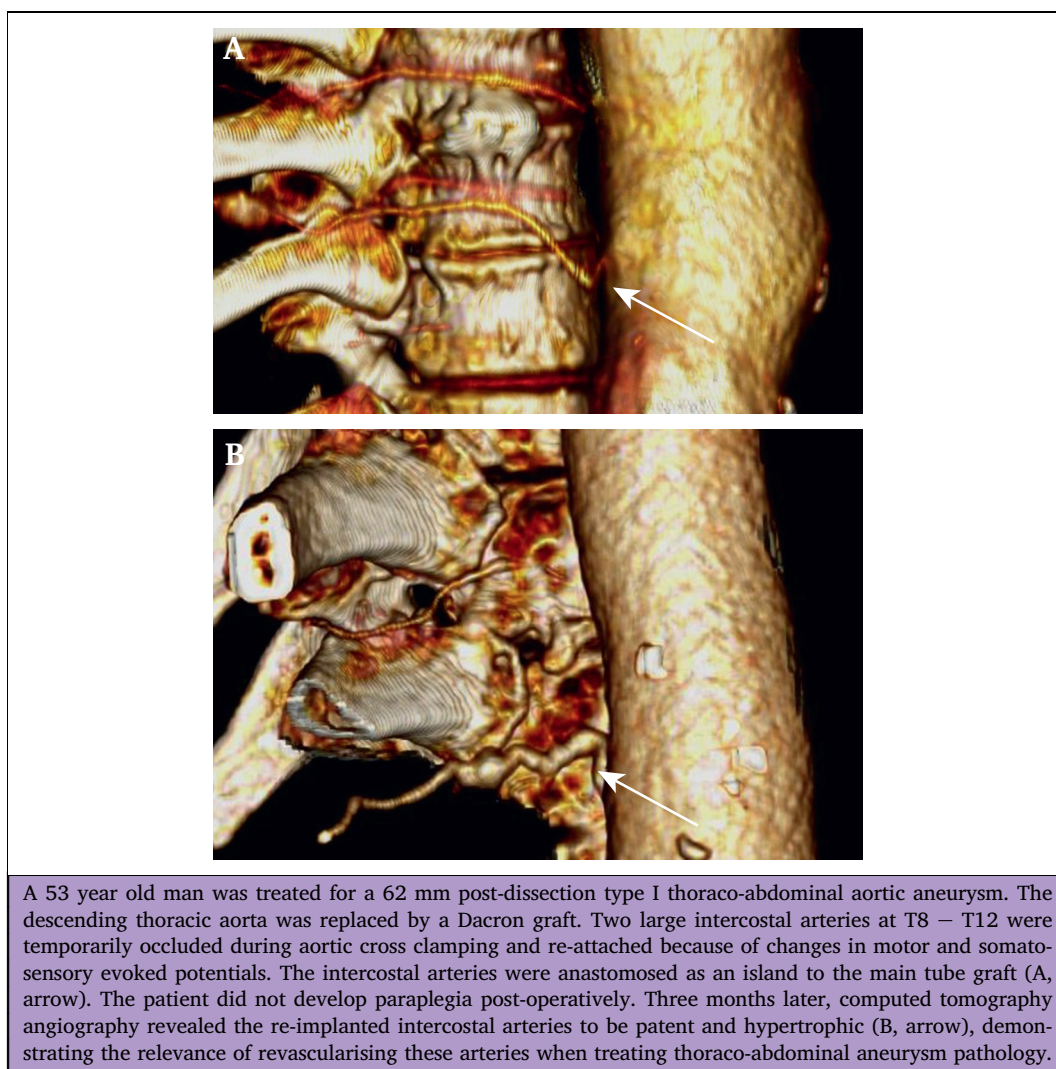 A
B
A 53 year old man was treated for a 62 mm post-dissection type I thoraco-abdominal aortic aneurysm. The
descending thoracic aorta was replaced by a Dacron graft. Two large intercostal arteries at T8 – T12 were
temporarily occluded during aortic cross clamping and re-attached because of changes in motor and somato-
sensory evoked potentials. The intercostal arteries were anastomosed as an island to the main tube graft (A,
arrow). The patient did not develop paraplegia post-operatively. Three months later, computed tomography
angiography revealed the re-implanted intercostal arteries to be patent and hypertrophic (B, arrow), demon-
strating the relevance of revascularising these arteries when treating thoraco-abdominal aneurysm pathology.